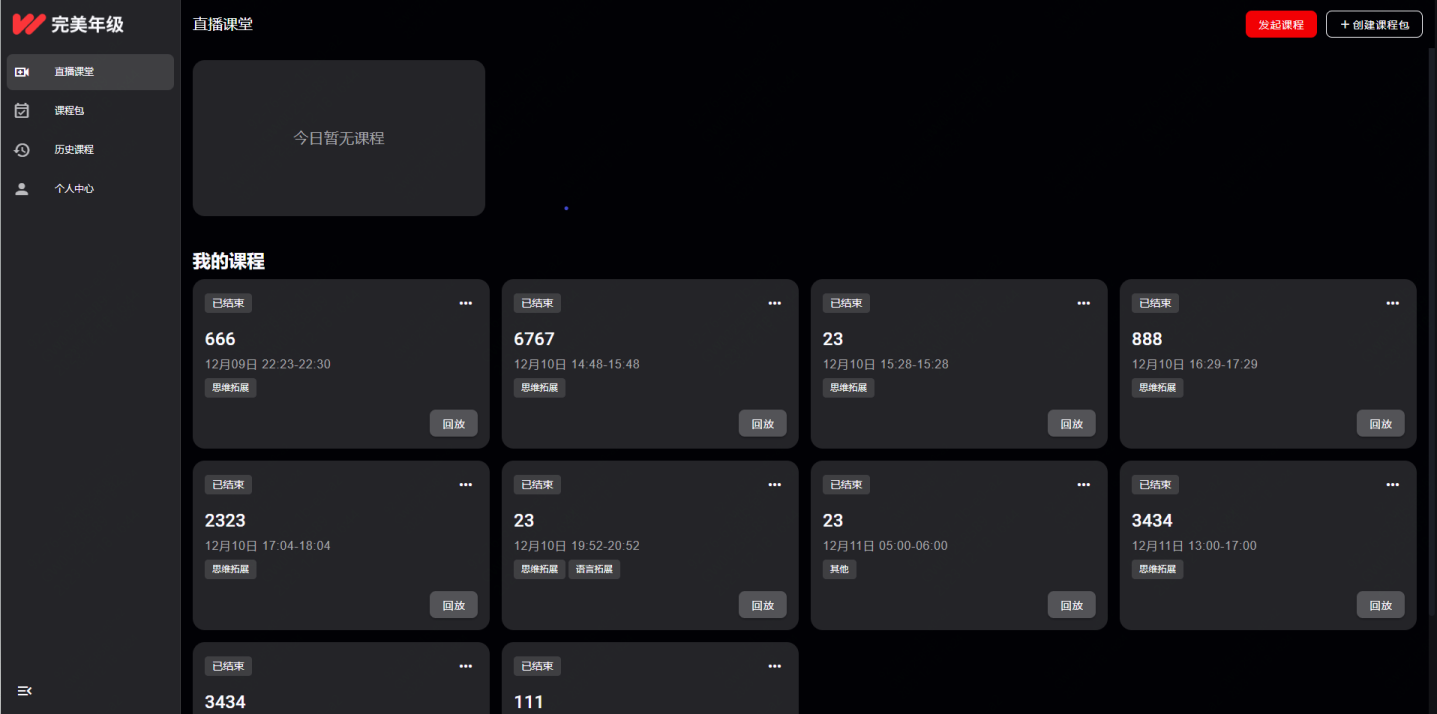 完美年级
直播课堂
课程包
历史课程
个人中心
直播课堂
发起课程
+ 创建课程包
今日暂无课程
我的课程
已结束
666
12月09日 22:23-22:30
思维拓展
回放
已结束
6767
12月10日 14:48-15:48
思维拓展
回放
已结束
23
12月10日 15:28-15:28
思维拓展
回放
已结束
888
12月10日 16:29-17:29
思维拓展
回放
已结束
2323
12月10日 17:04-18:04
思维拓展
回放
已结束
23
12月10日 19:52-20:52
思维拓展 语言拓展
回放
已结束
23
12月11日 05:00-06:00
其他
回放
已结束
3434
12月11日 13:00-17:00
思维拓展
回放
已结束
3434
已结束
111